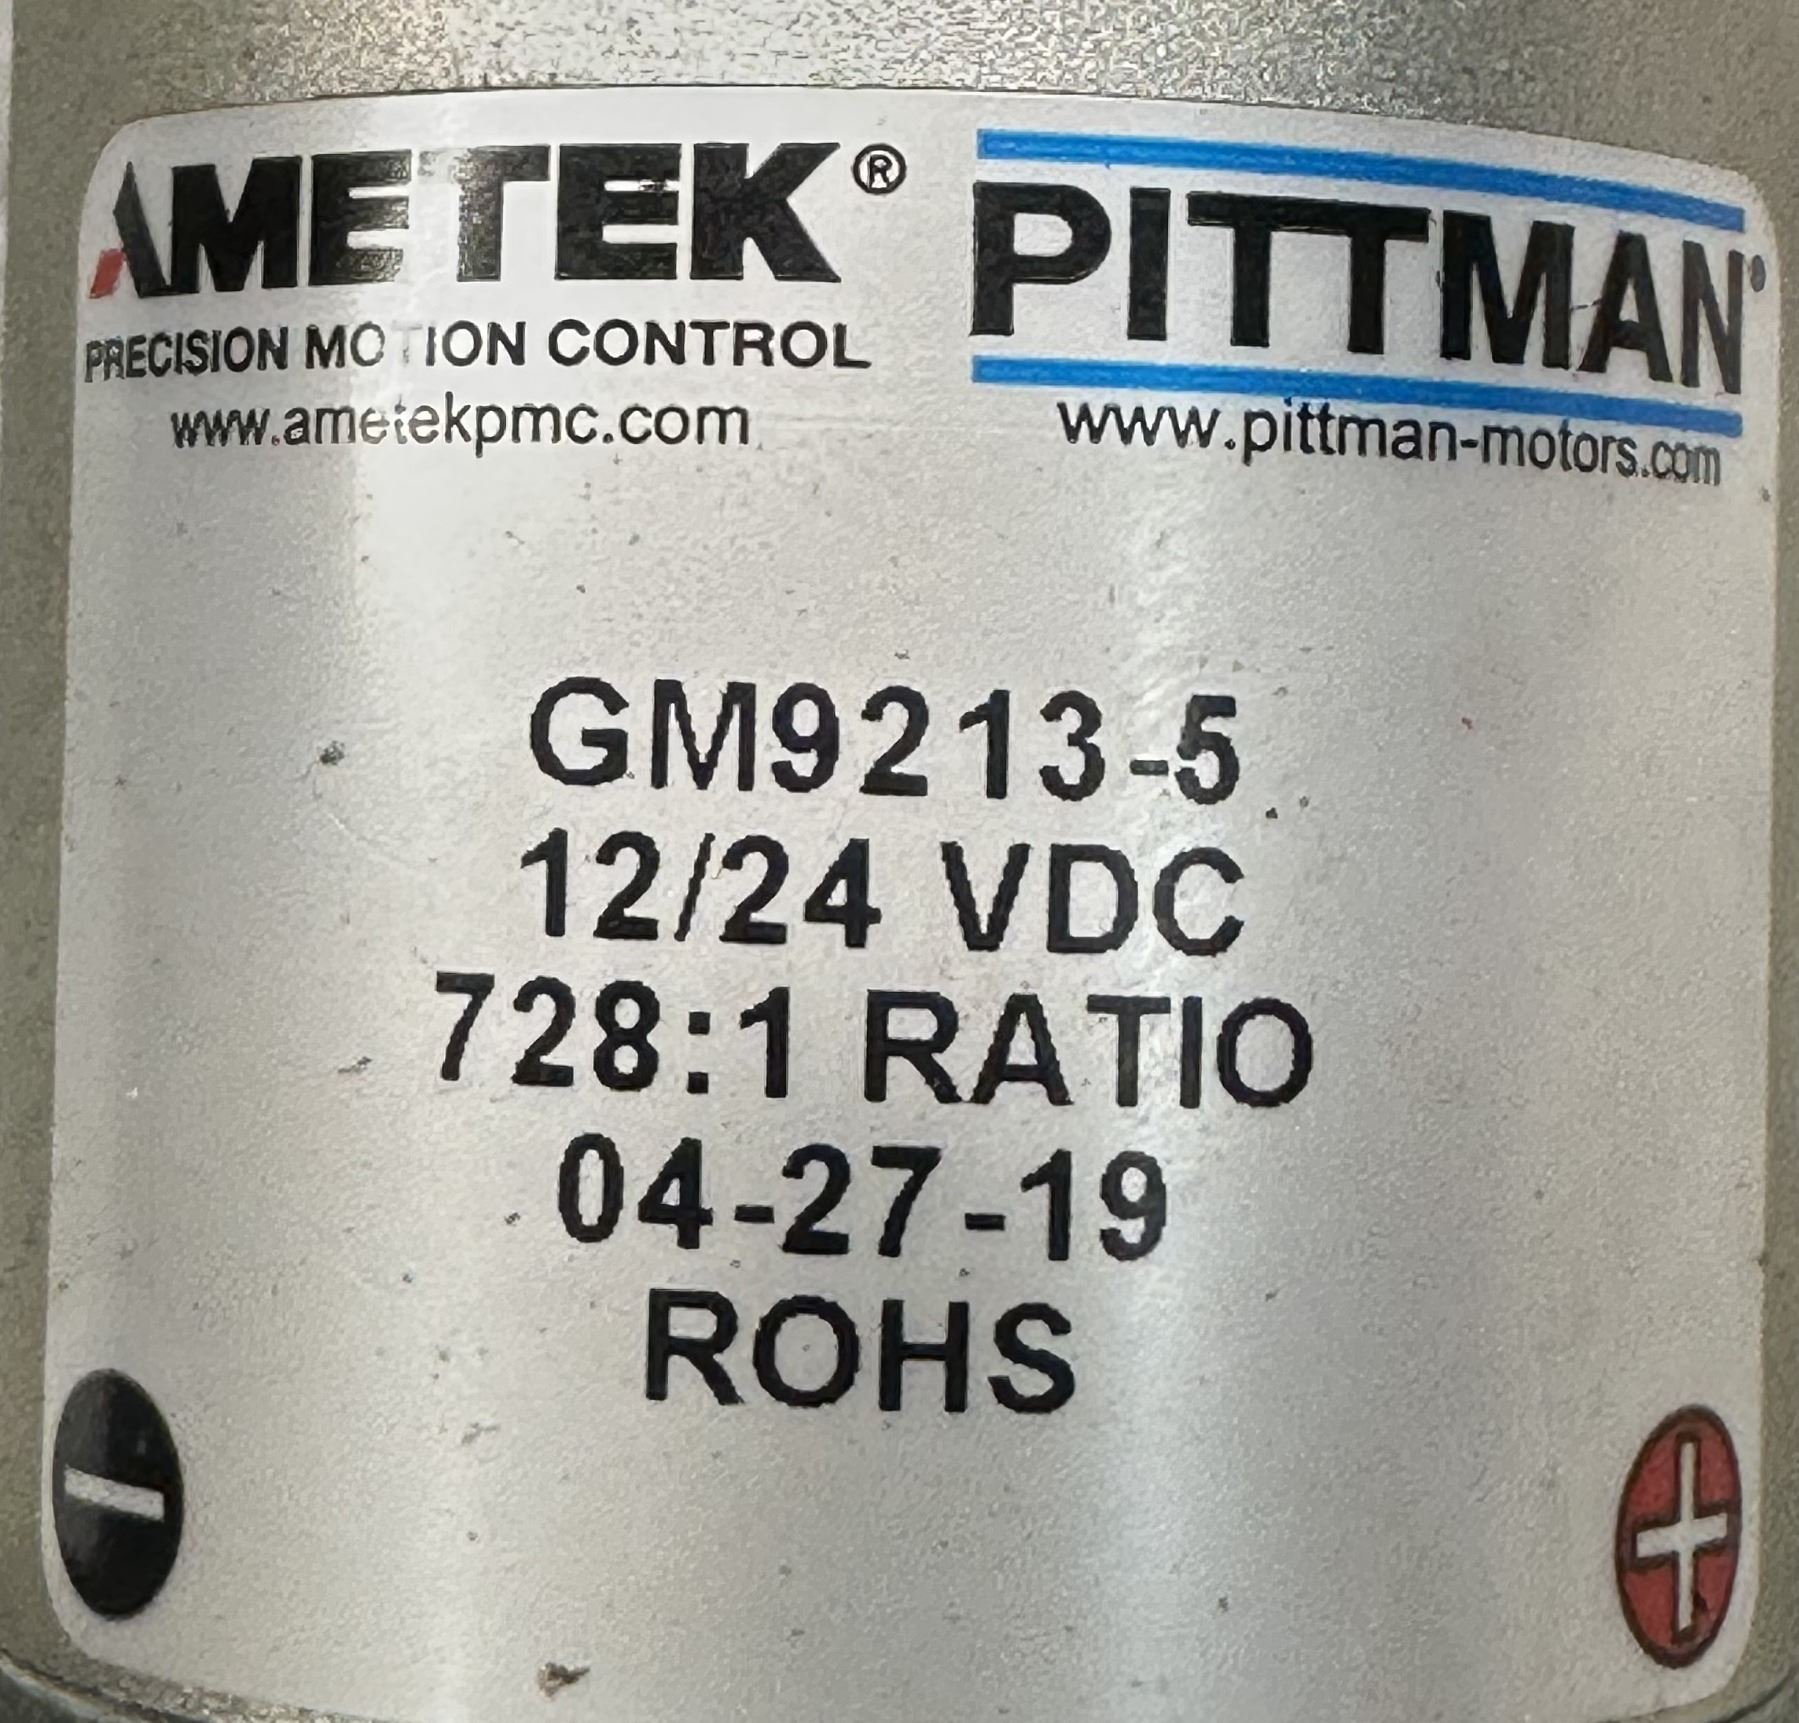 AMETEK® PITTMAN®
PRECISION MOTION CONTROL
www.ametekpmc.com www.pittman-motors.com
GM9213-5
12/24 VDC
728:1 RATIO
04-27-19
ROHS
- +